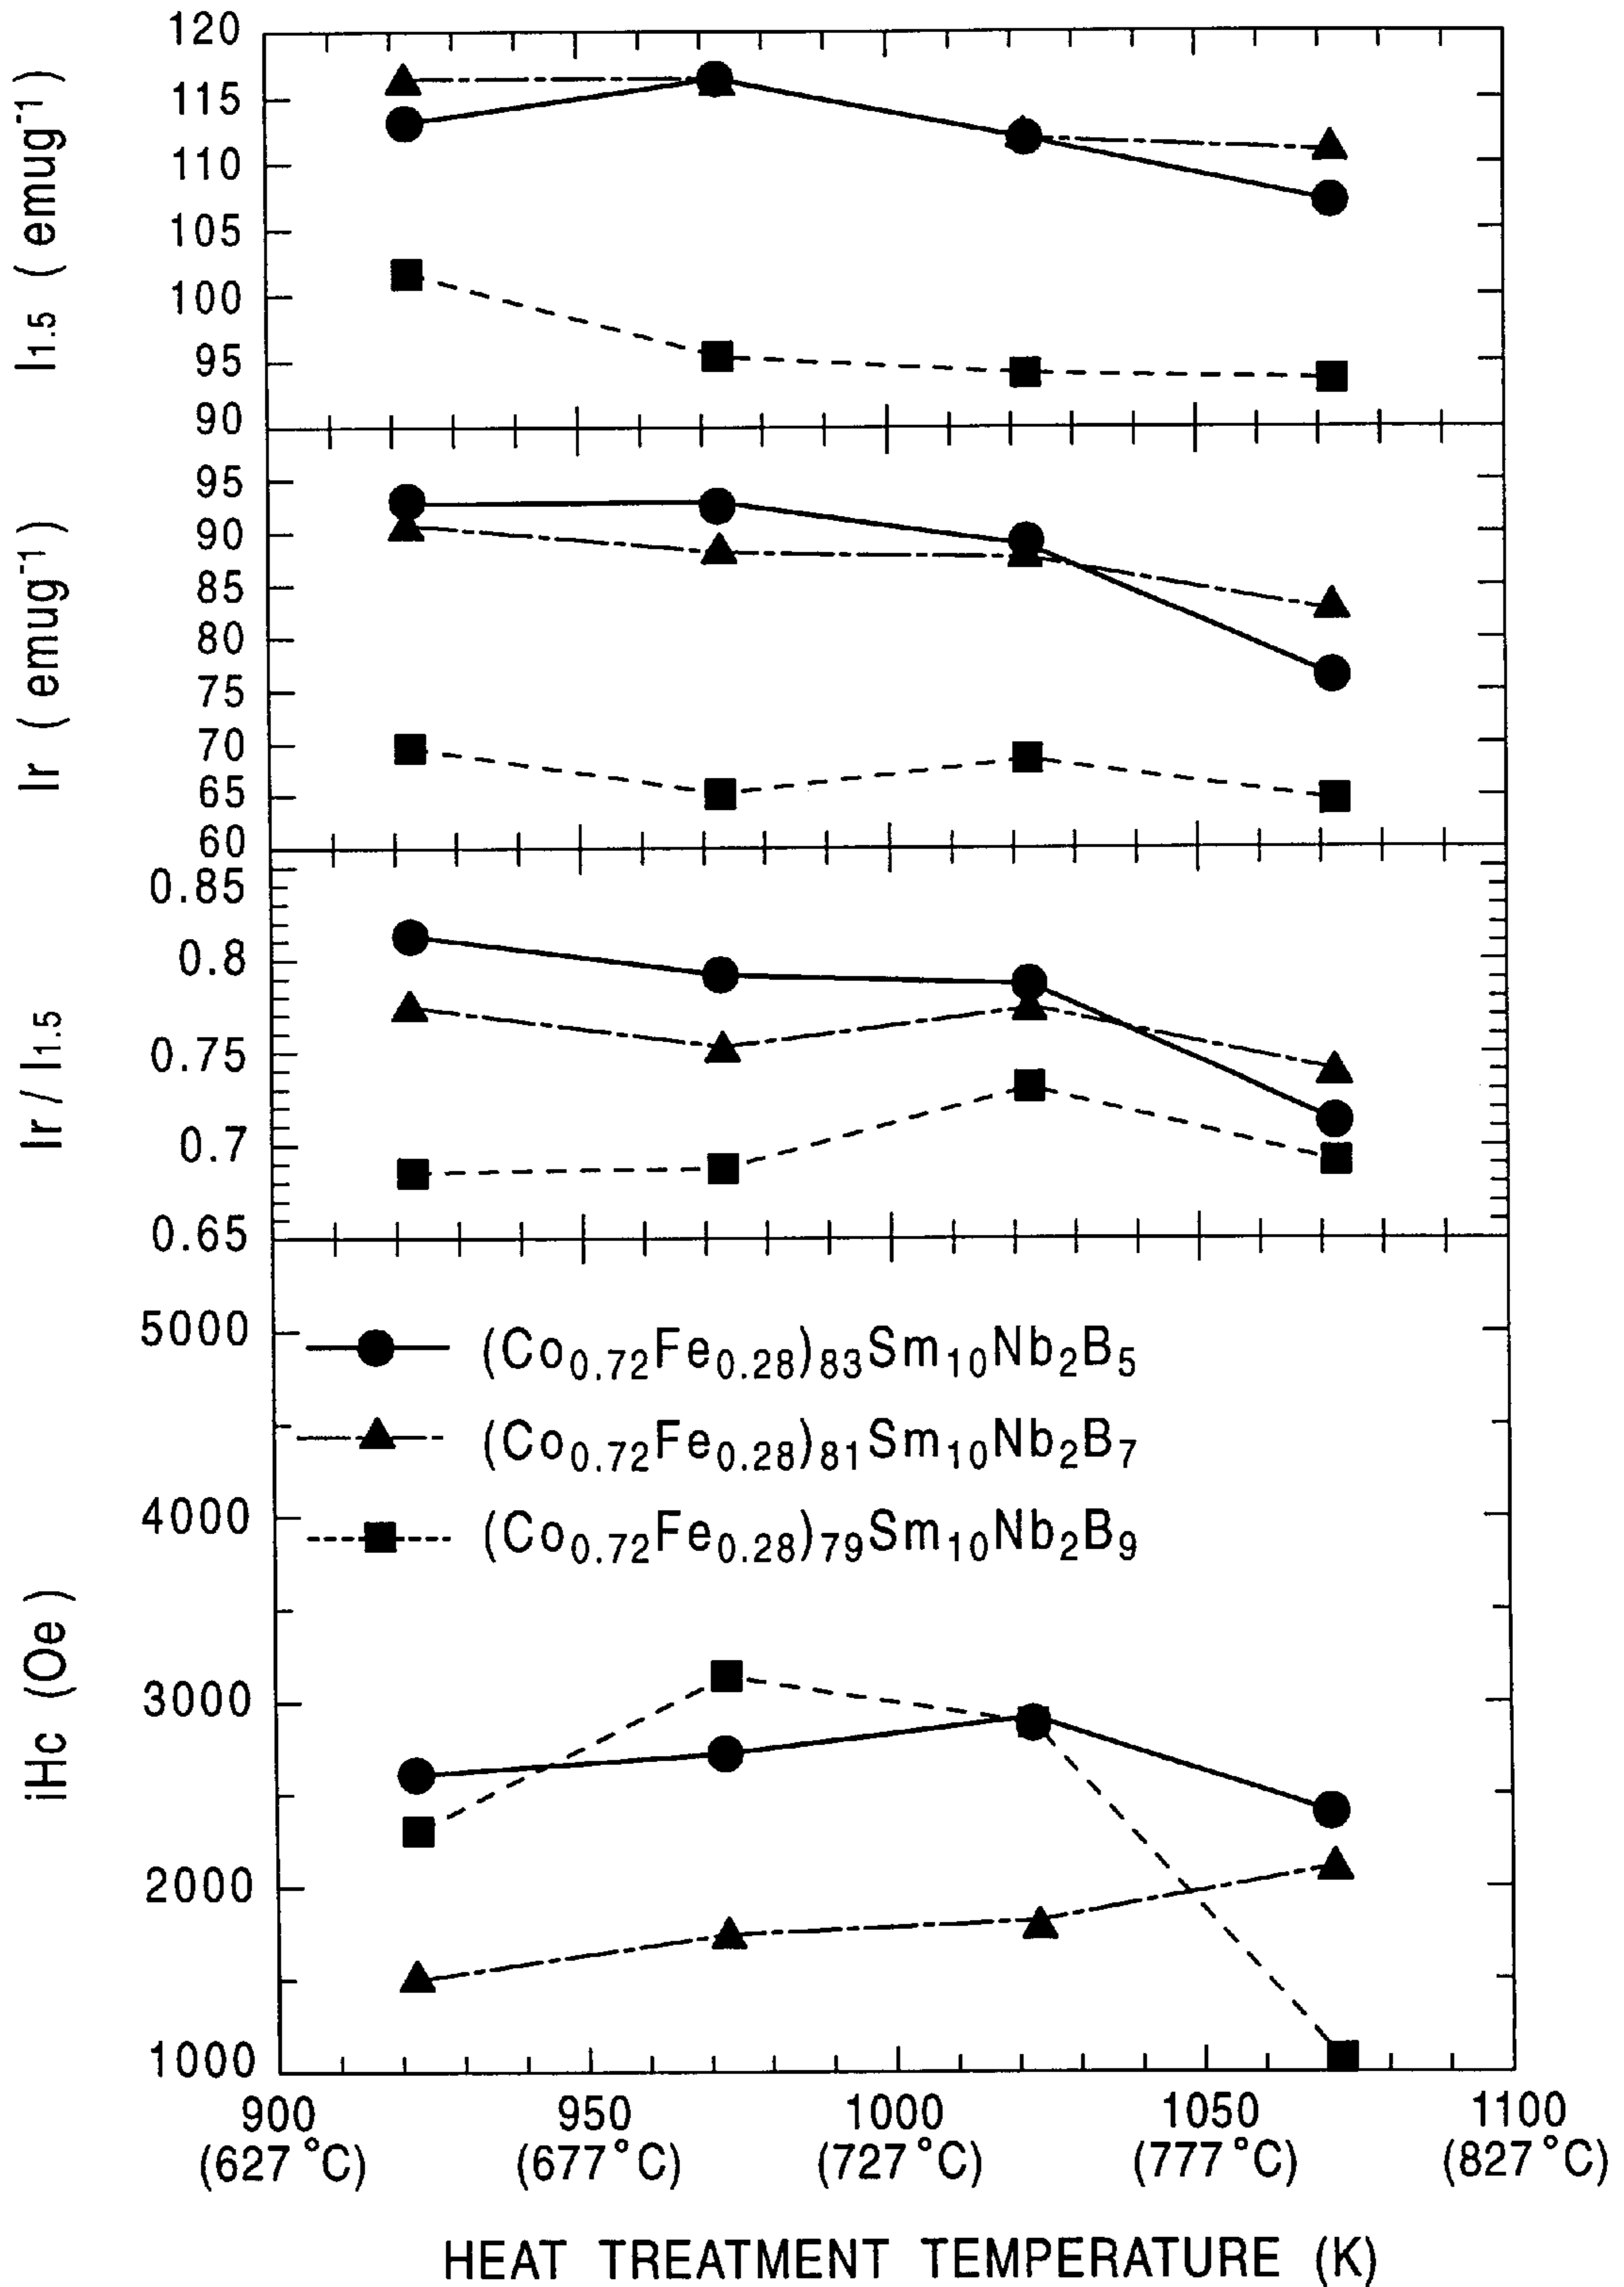 I1.5 (emug-1)
120
115
110
105
100
95
90
Ir (emug-1)
95
90
85
80
75
70
65
60
Ir / I1.5
0.85
0.8
0.75
0.7
0.65
iHc (Oe)
5000
4000
3000
2000
1000
(Co0.72Fe0.28)83Sm10Nb2B5
(Co0.72Fe0.28)81Sm10Nb2B7
(Co0.72Fe0.28)79Sm10Nb2B9
900 950 1000 1050 1100
(627°C) (677°C) (727°C) (777°C) (827°C)
HEAT TREATMENT TEMPERATURE (K)